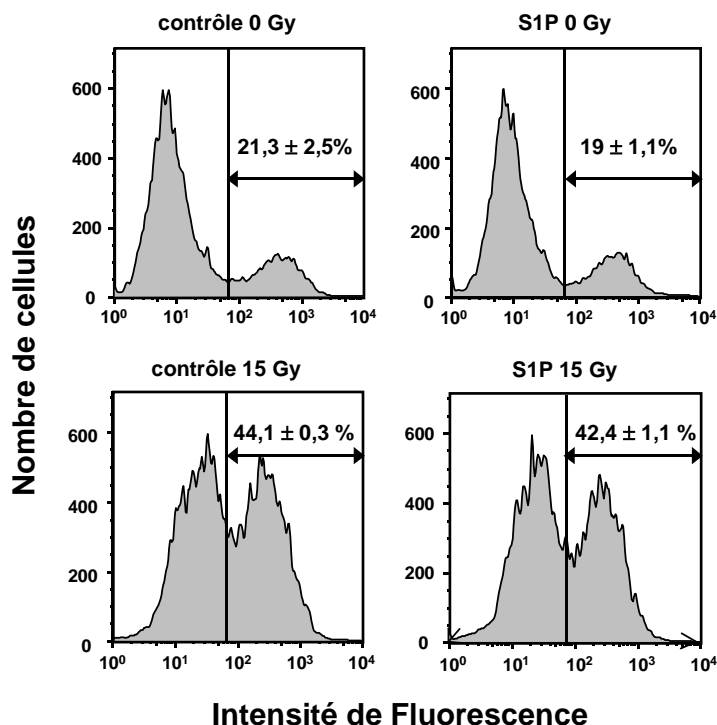 contrôle 0 Gy
S1P 0 Gy
600
400
200
0
21,3 ± 2,5%
10⁰ 10¹ 10² 10³ 10⁴
600
400
200
0
19 ± 1,1%
10⁰ 10¹ 10² 10³ 10⁴
Nombre de cellules
contrôle 15 Gy
S1P 15 Gy
600
400
200
0
44,1 ± 0,3 %
10⁰ 10¹ 10² 10³ 10⁴
600
400
200
0
42,4 ± 1,1 %
10⁰ 10¹ 10² 10³ 10⁴
Intensité de Fluorescence